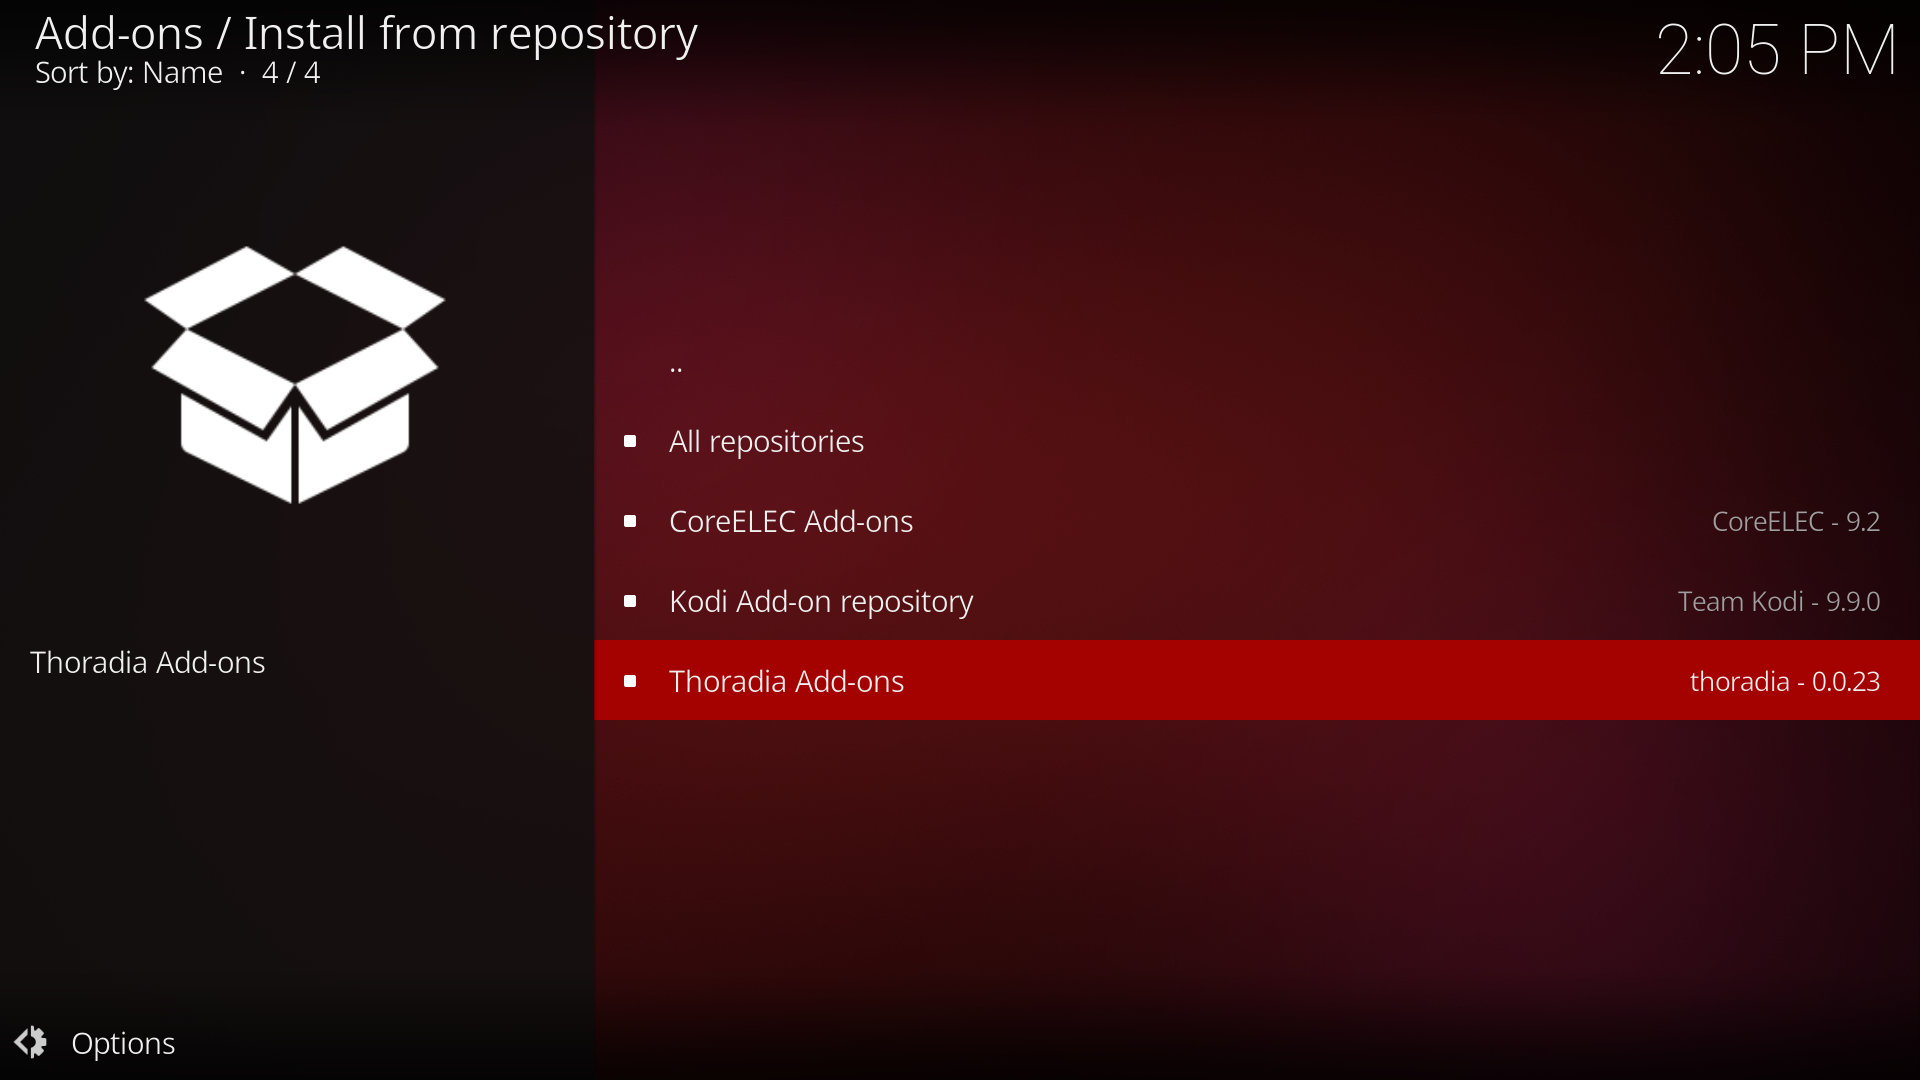 Add-ons / Install from repository
Sort by: Name · 4 / 4
2:05 PM
..
All repositories
CoreELEC Add-ons CoreELEC - 9.2
Kodi Add-on repository Team Kodi - 9.9.0
Thoradia Add-ons thoradia - 0.0.23
Thoradia Add-ons
Options